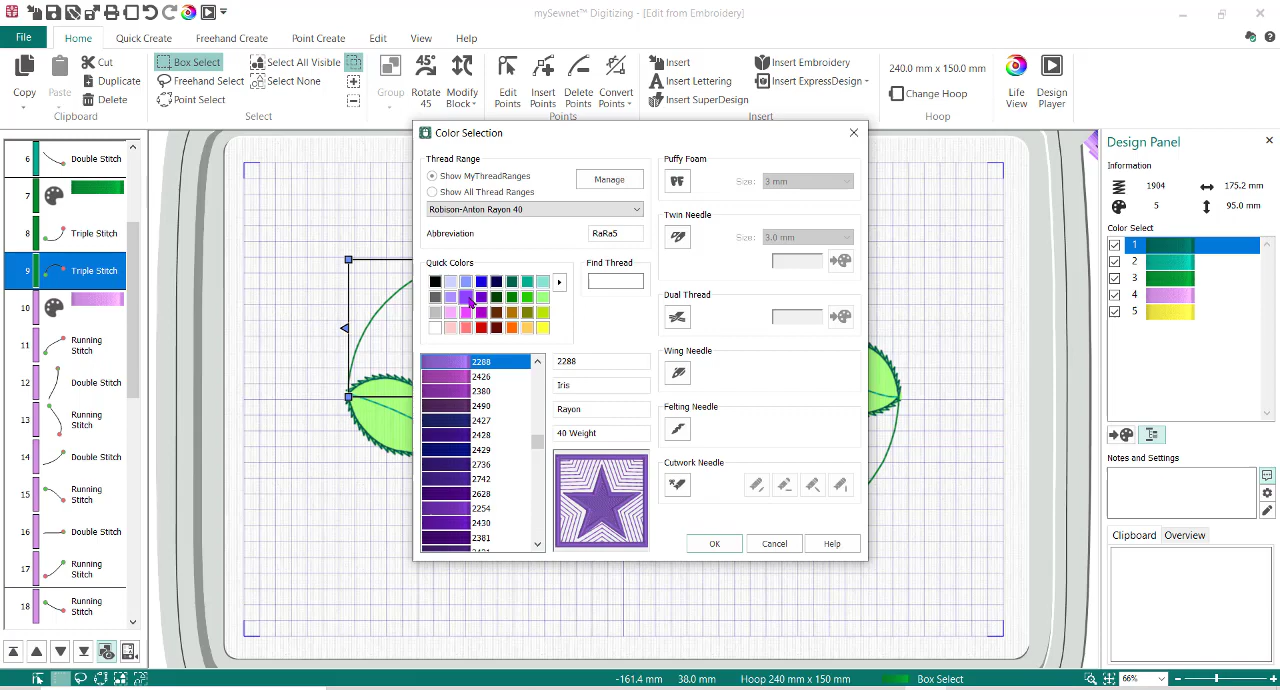 mySewnet™ Digitizing - [Edit from Embroidery]
File Home Quick Create Freehand Create Point Create Edit View Help
Copy
Paste
Cut
Duplicate
Delete
Clipboard
Box Select
Freehand Select
Point Select
Select All Visible
Select None
Select
Group
Rotate 45
Modify Block
Edit Points
Insert Points
Delete Points
Convert Points
Points
Insert
Insert Lettering
Insert SuperDesign
Insert Embroidery
Insert ExpressDesign
Insert
240.0 mm x 150.0 mm
Change Hoop
Hoop
Life View
Design Player
6 Double Stitch
7
8 Triple Stitch
9 Triple Stitch
10
11 Running Stitch
12 Double Stitch
13 Running Stitch
14 Double Stitch
15 Running Stitch
16 Double Stitch
17 Running Stitch
18 Running Stitch
Color Selection
Thread Range
Show MyThreadRanges
Manage
Show All Thread Ranges
Robison-Anton Rayon 40
Abbreviation RaRa5
Quick Colors
Find Thread
2288
2426
2380
2490
2427
2428
2429
2736
2742
2628
2254
2430
2381
2288
Iris
Rayon
40 Weight
Puffy Foam
Size: 3 mm
Twin Needle
Size: 3.0 mm
Dual Thread
Wing Needle
Felting Needle
Cutwork Needle
OK Cancel Help
Design Panel
Information
1904 175.2 mm
5 95.0 mm
Color Select
1
2
3
4
5
Notes and Settings
Clipboard Overview
-161.4 mm 38.0 mm Hoop 240 mm x 150 mm Box Select 66%